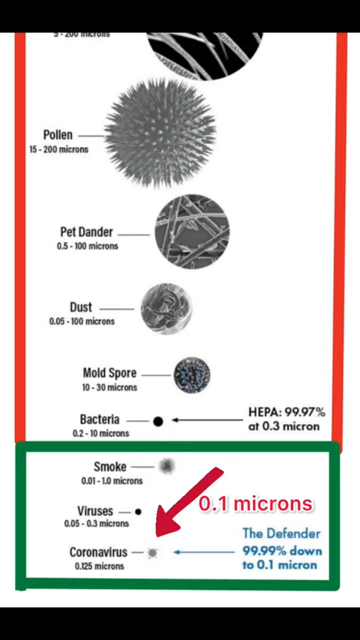 5 - 200 microns
Pollen
15 - 200 microns
Pet Dander
0.5 - 100 microns
Dust
0.05 - 100 microns
Mold Spore
10 - 30 microns
Bacteria
0.2 - 10 microns
HEPA: 99.97%
at 0.3 micron
Smoke
0.01 - 1.0 microns
0.1 microns
Viruses
0.05 - 0.3 microns
Coronavirus
0.125 microns
The Defender
99.99% down
to 0.1 micron